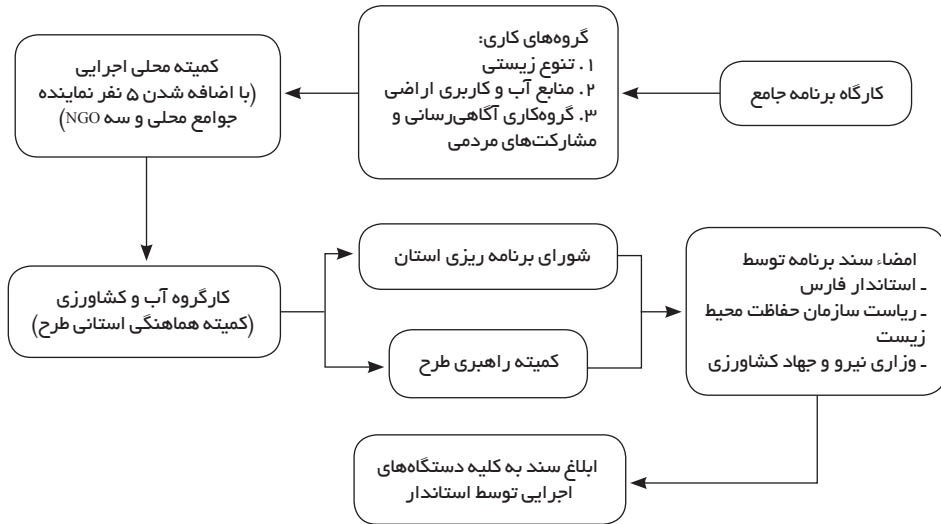 کارگاه برنامه جامع
گروه‌های کاری:
۱. تنوع زیستی
۲. منابع آب و کاربری اراضی
۳. گروه‌کاری آگاهی‌رسانی و
مشارکت‌های مردمی
کمیته محلی اجرایی
(با اضافه شدن ۵ نفر نماینده
جوامع محلی و سه NGO)
کارگروه آب و کشاورزی
(کمیته هماهنگی استانی طرح)
شورای برنامه ریزی استان
کمیته راهبری طرح
امضاء سند برنامه توسط
ـ استاندار فارس
ـ ریاست سازمان حفاظت محیط
زیست
ـ وزاری نیرو و جهاد کشاورزی
ابلاغ سند به کلیه دستگاه‌های
اجرایی توسط استاندار